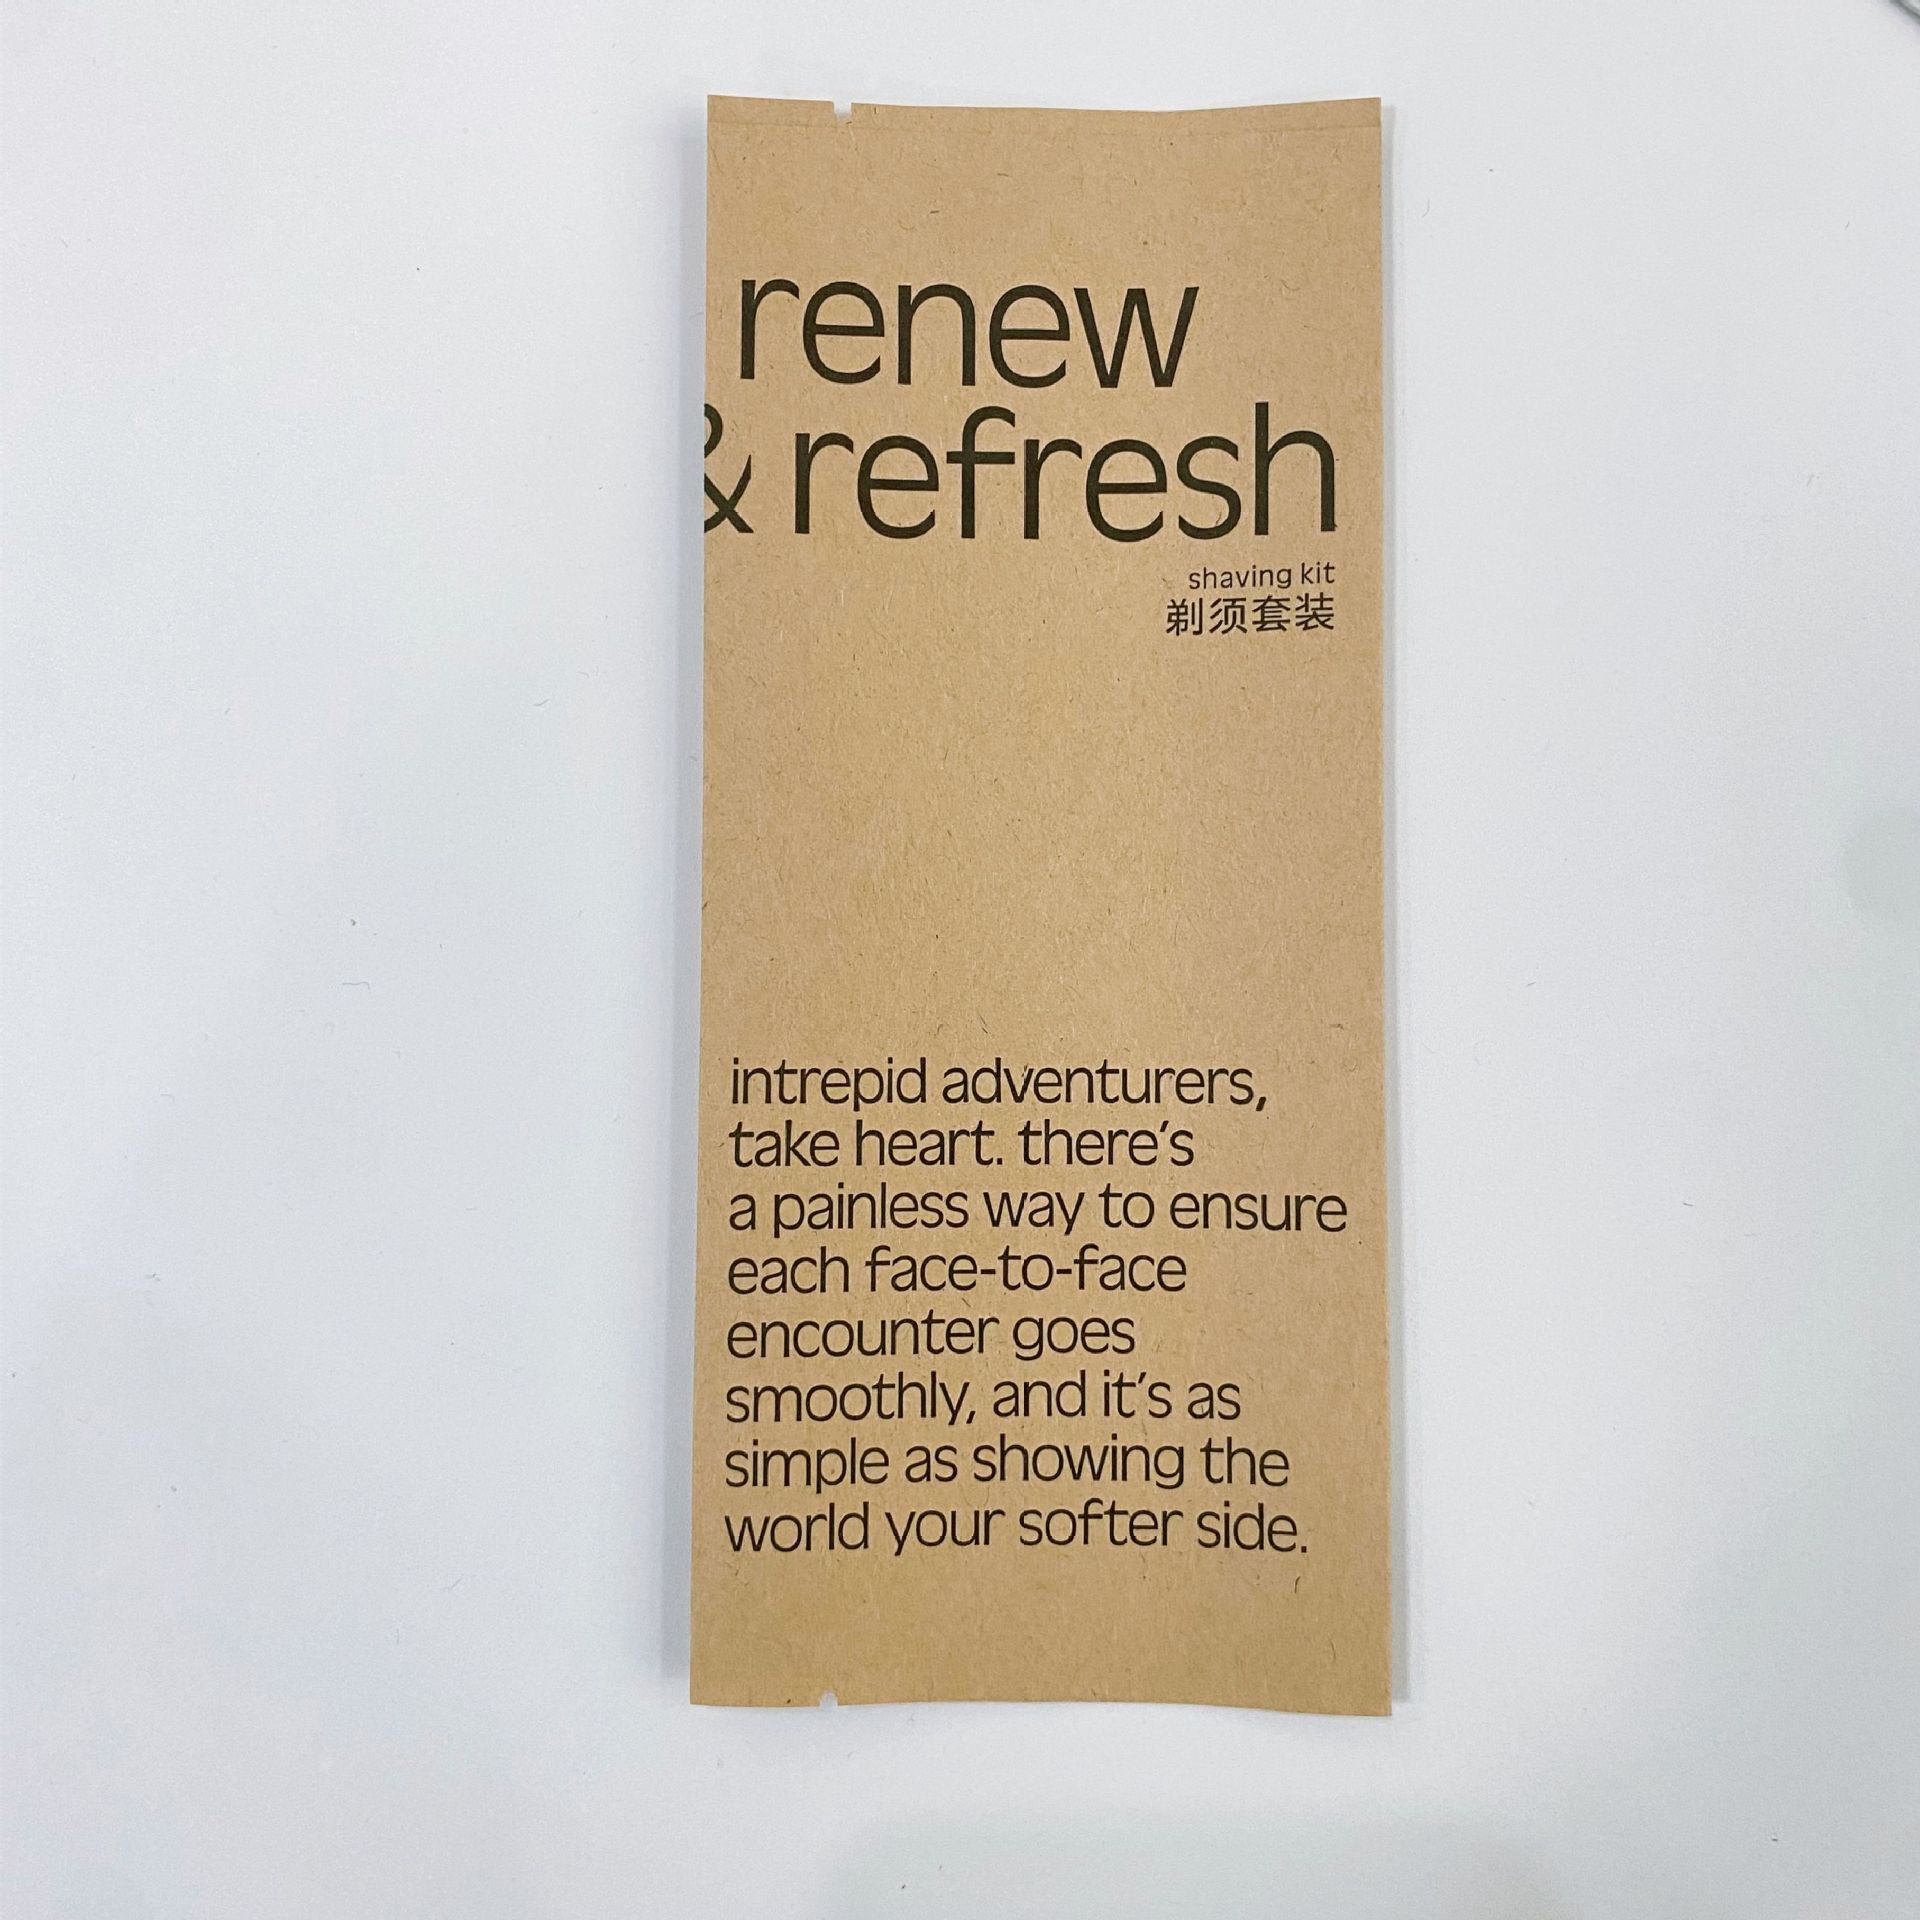 renew
& refresh
shaving kit
剃须套装
intrepid adventurers,
take heart. there's
a painless way to ensure
each face-to-face
encounter goes
smoothly, and it's as
simple as showing the
world your softer side.